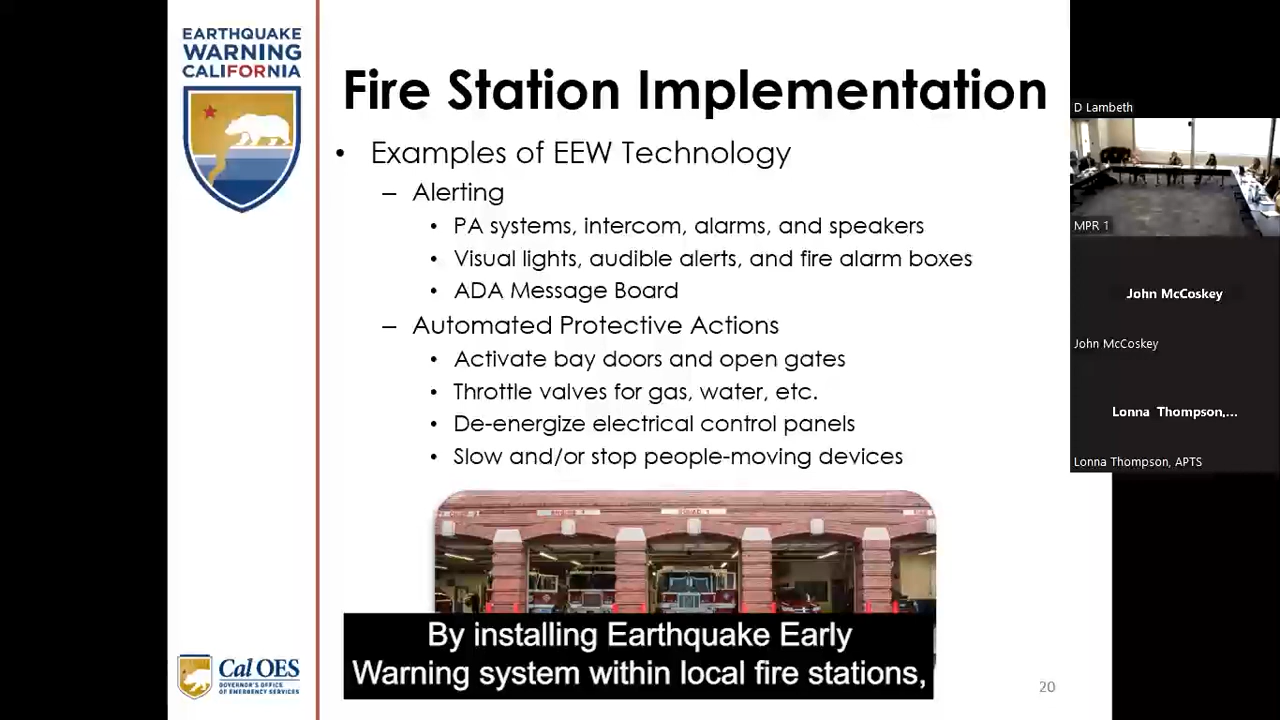 EARTHQUAKE
WARNING
CALIFORNIA
Fire Station Implementation
• Examples of EEW Technology
– Alerting
• PA systems, intercom, alarms, and speakers
• Visual lights, audible alerts, and fire alarm boxes
• ADA Message Board
– Automated Protective Actions
• Activate bay doors and open gates
• Throttle valves for gas, water, etc.
• De-energize electrical control panels
• Slow and/or stop people-moving devices
By installing Earthquake Early
Warning system within local fire stations,
Cal OES
GOVERNOR'S OFFICE
OF EMERGENCY SERVICES
20
D Lambeth
MPR 1
John McCoskey
John McCoskey
Lonna Thompson,...
Lonna Thompson, APTS